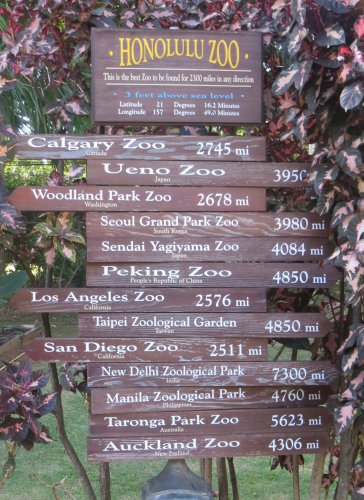 HONOLULU ZOO
This is the best Zoo to be found for 2300 miles in any direction
• 3 feet above sea level •
Latitude 21 Degrees 16.2 Minutes
Longitude 157 Degrees 49.0 Minutes
Calgary Zoo 2745 mi
Canada
Ueno Zoo 3950
Japan
Woodland Park Zoo 2678 mi
Washington
Seoul Grand Park Zoo 3980 mi
South Korea
Sendai Yagiyama Zoo 4084 mi
Japan
Peking Zoo 4850 mi
People's Republic of China
Los Angeles Zoo 2576 mi
California
Taipei Zoological Garden 4850 mi
Taiwan
San Diego Zoo 2511 mi
California
New Delhi Zoological Park 7300 mi
India
Manila Zoological Park 4760 mi
Philippines
Taronga Park Zoo 5623 mi
Australia
Auckland Zoo 4306 mi
New Zealand